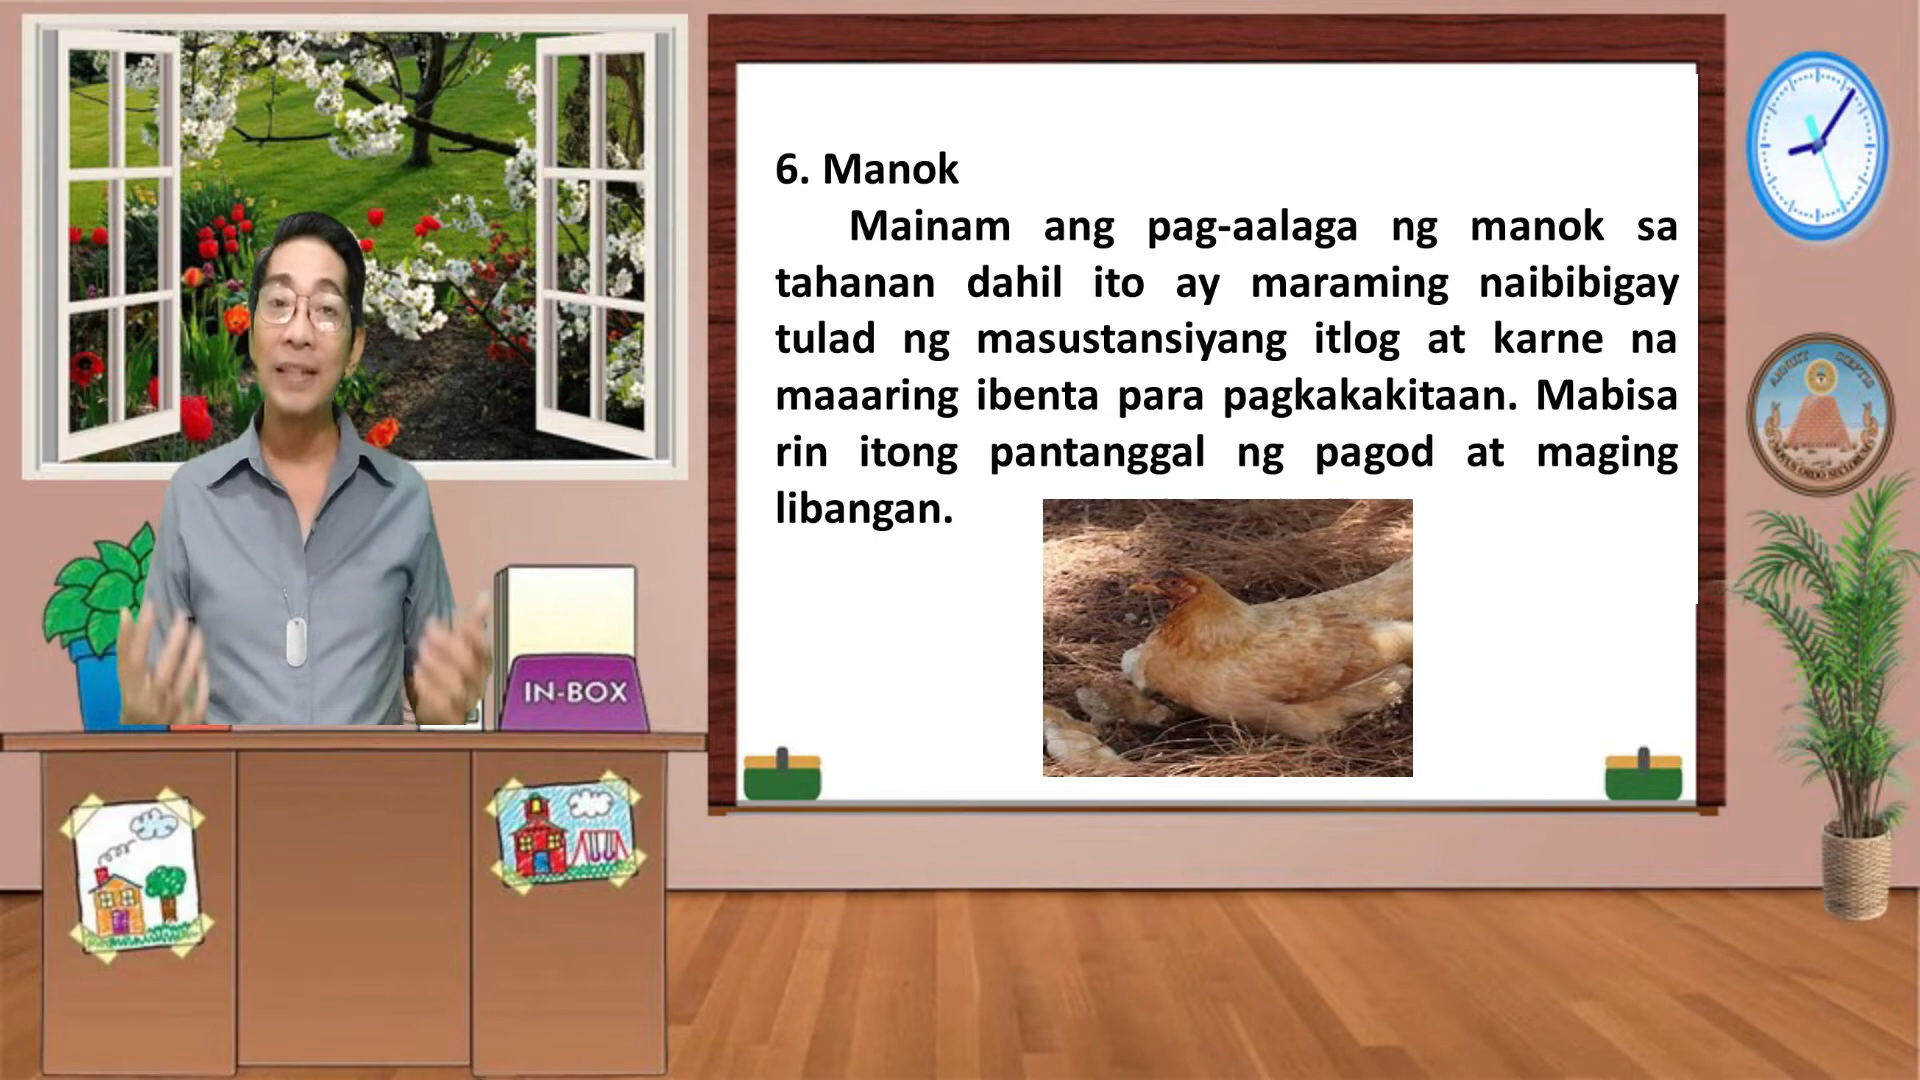 6. Manok
Mainam ang pag-aalaga ng manok sa
tahanan dahil ito ay maraming naibibigay
tulad ng masustansiyang itlog at karne na
maaaring ibenta para pagkakakitaan. Mabisa
rin itong pantanggal ng pagod at maging
libangan.
IN-BOX